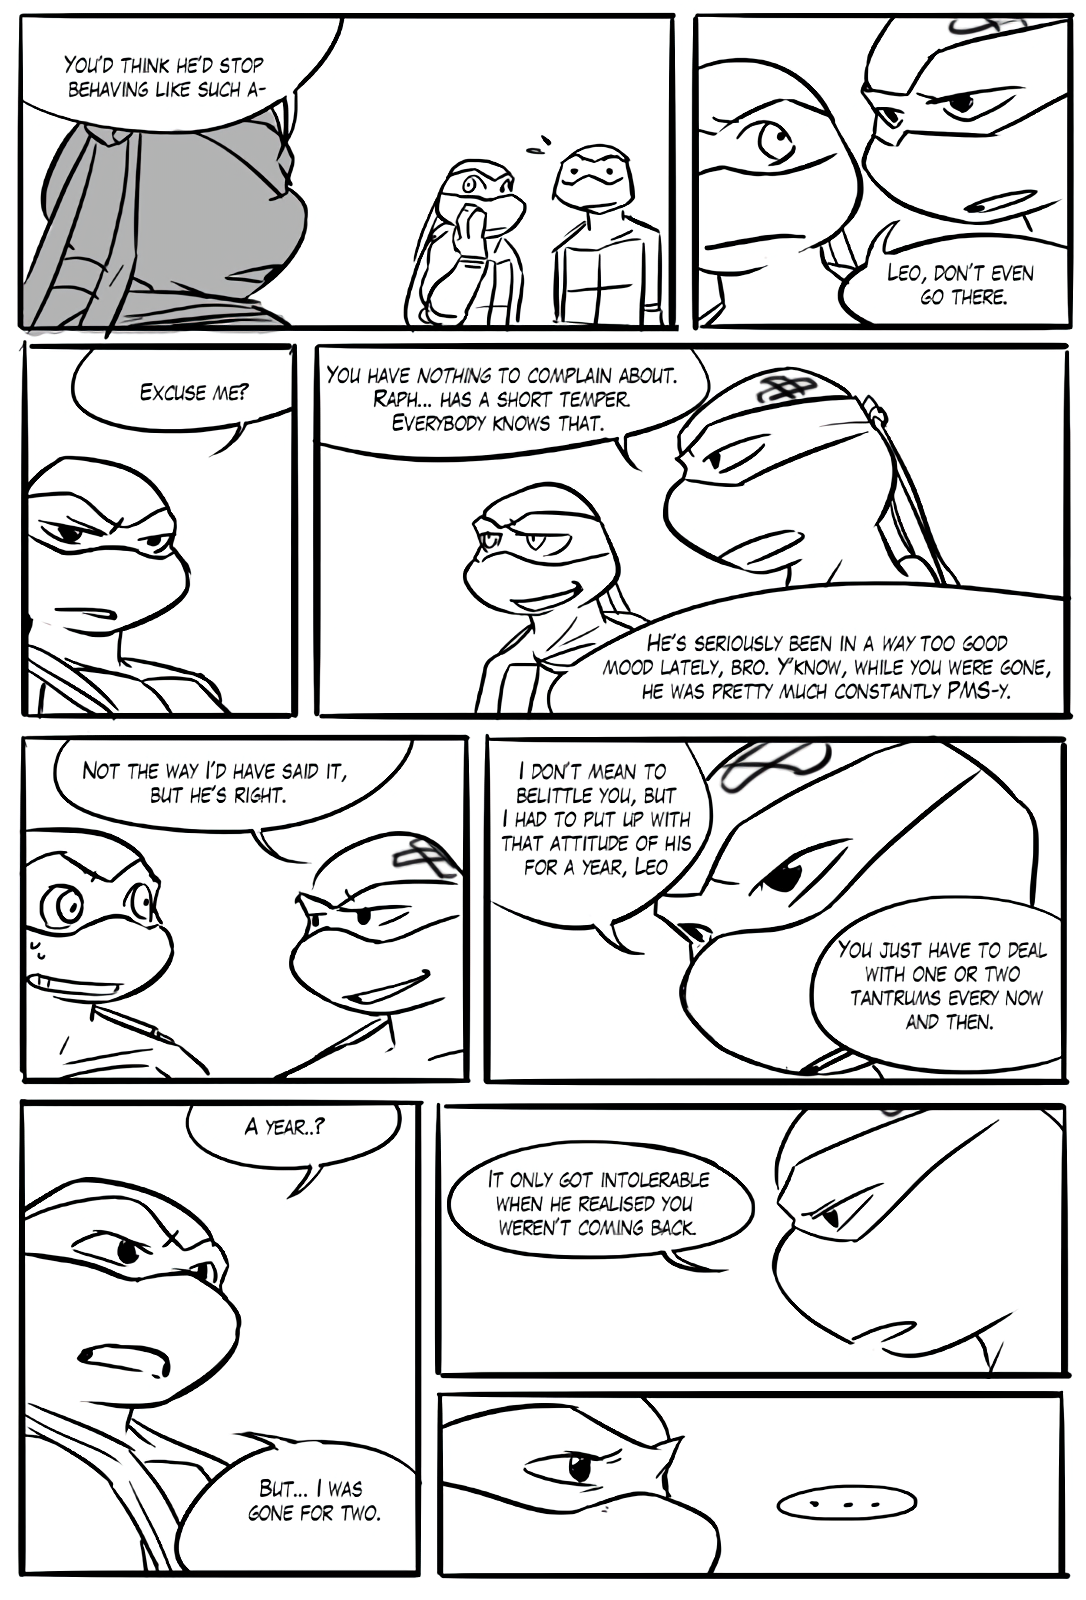 You'd think he'd stop
behaving like such a-
Leo, don't even
go there.
Excuse me?
You have nothing to complain about.
Raph... has a short temper.
Everybody knows that.
He's seriously been in a way too good
mood lately, bro. Y'know, while you were gone,
he was pretty much constantly PMS-y.
Not the way I'd have said it,
but he's right.
I don't mean to
belittle you, but
I had to put up with
that attitude of his
for a year, Leo
You just have to deal
with one or two
tantrums every now
and then.
A year..?
But... I was
gone for two.
It only got intolerable
when he realised you
weren't coming back.
...